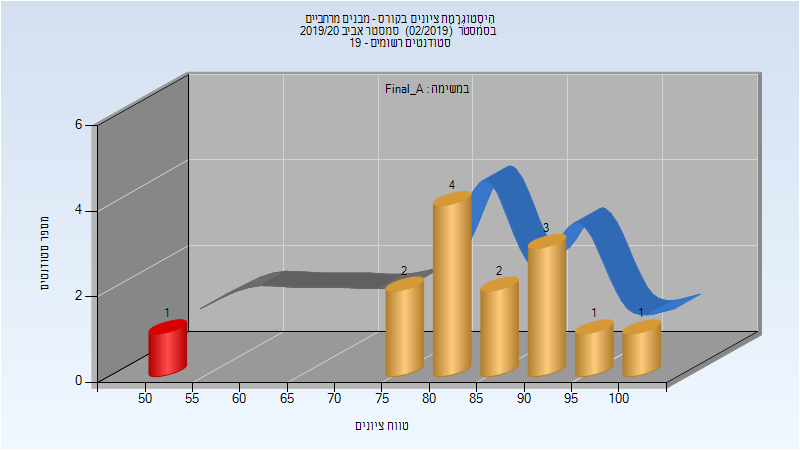 היסטוגרמת ציונים בקורס - מבנים מרחביים
בסמסטר (02/2019) סמסטר אביב 2019/20
סטודנטים רשומים - 19
במשימה : Final_A
מספר סטודנטים
6
4
2
0
1
2
4
2
3
1
1
50 55 60 65 70 75 80 85 90 95 100
טווח ציונים